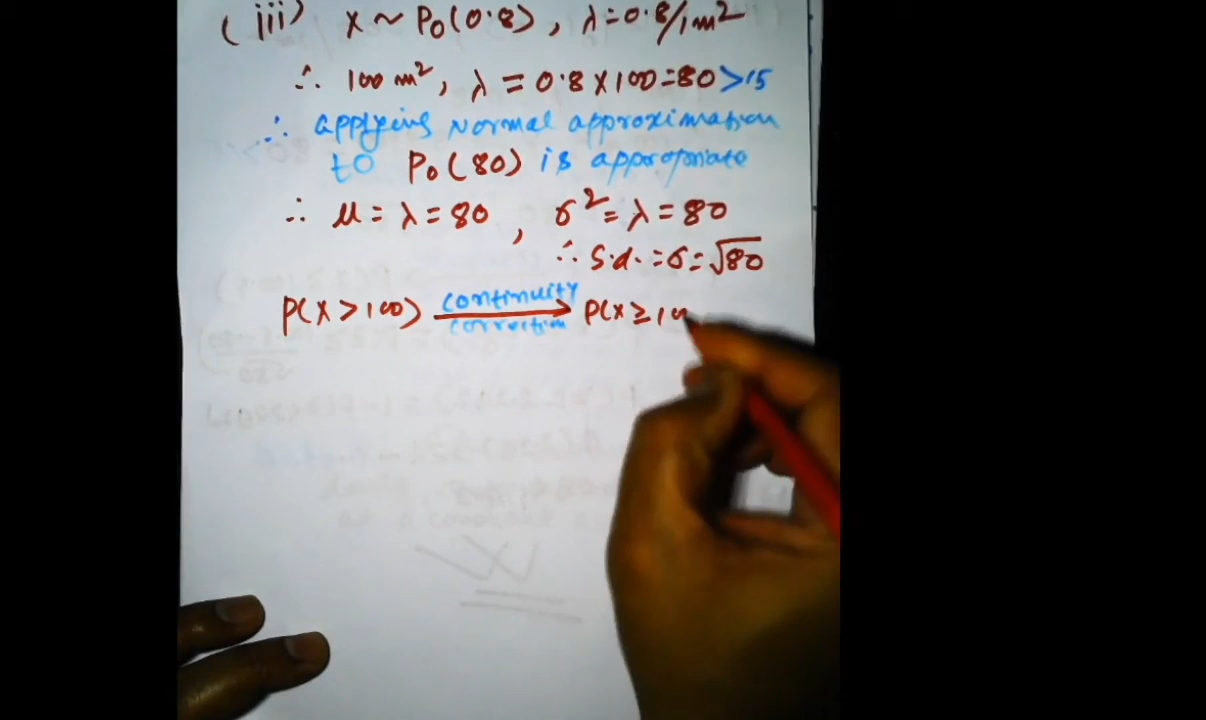 (iii) X ~ Po(0.8), λ = 0.8/1m²
∴ 100 m², λ = 0.8 × 100 = 80 > 15
∴ applying Normal approximation
to Po(80) is appropriate
∴ μ = λ = 80, σ² = λ = 80
∴ s.d. = σ = √80
P(X > 100) continuity correction → P(X ≥ 100